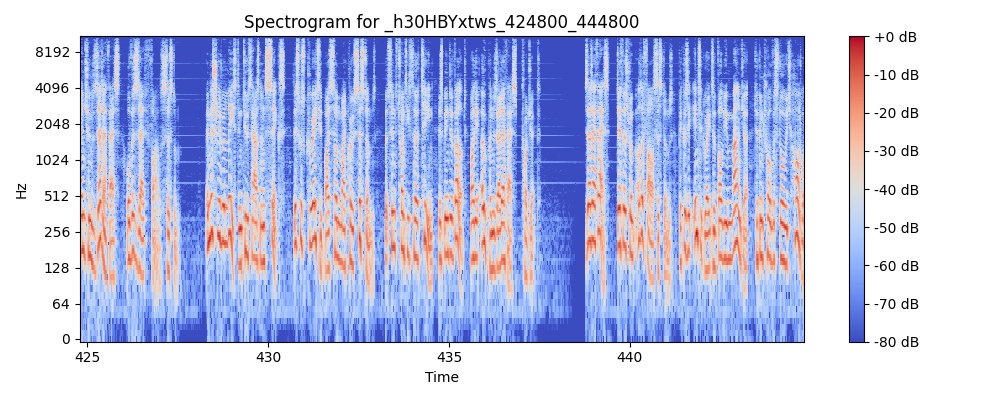 Spectrogram for _h30HBYxtws_424800_444800
Hz
8192
4096
2048
1024
512
256
128
64
0
425
430
435
440
Time
+0 dB
-10 dB
-20 dB
-30 dB
-40 dB
-50 dB
-60 dB
-70 dB
-80 dB